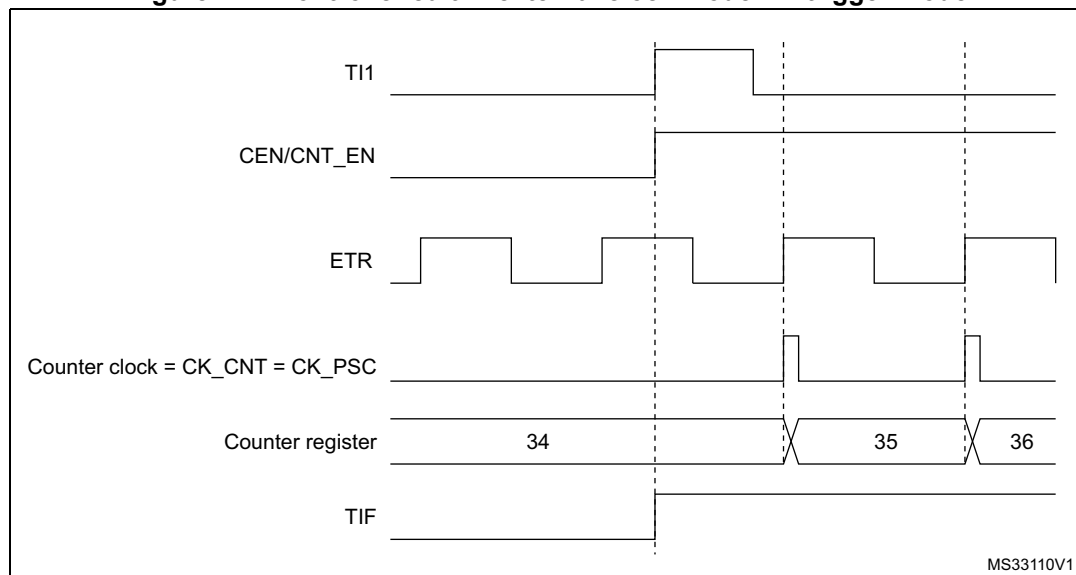 TI1
CEN/CNT_EN
ETR
Counter clock = CK_CNT = CK_PSC
Counter register 34 35 36
TIF
MS33110V1